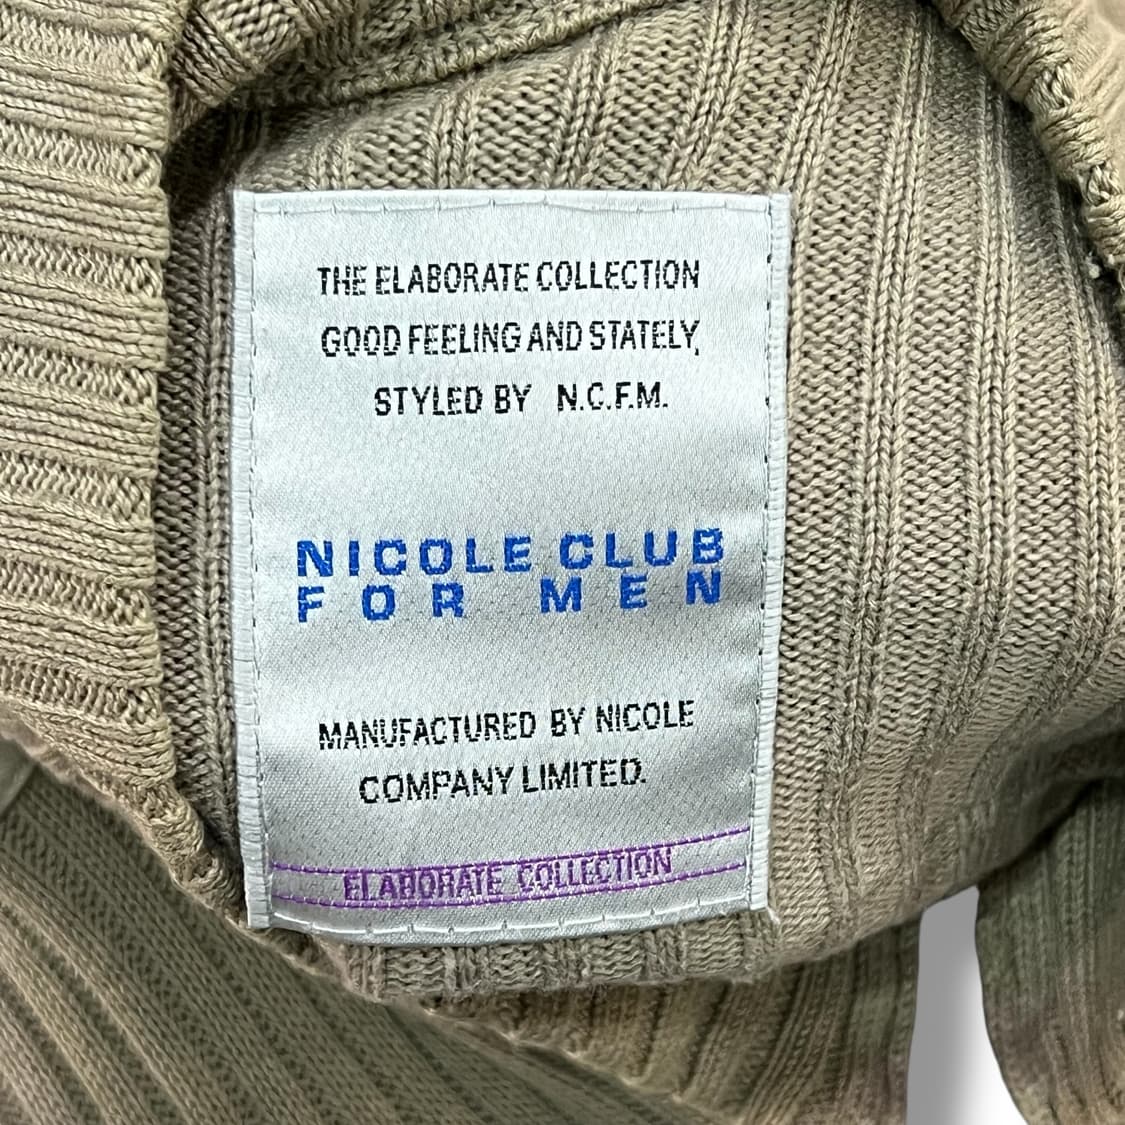 THE ELABORATE COLLECTION
GOOD FEELING AND STATELY,
STYLED BY N.C.F.M.
NICOLE CLUB
FOR MEN
MANUFACTURED BY NICOLE
COMPANY LIMITED.
ELABORATE COLLECTION